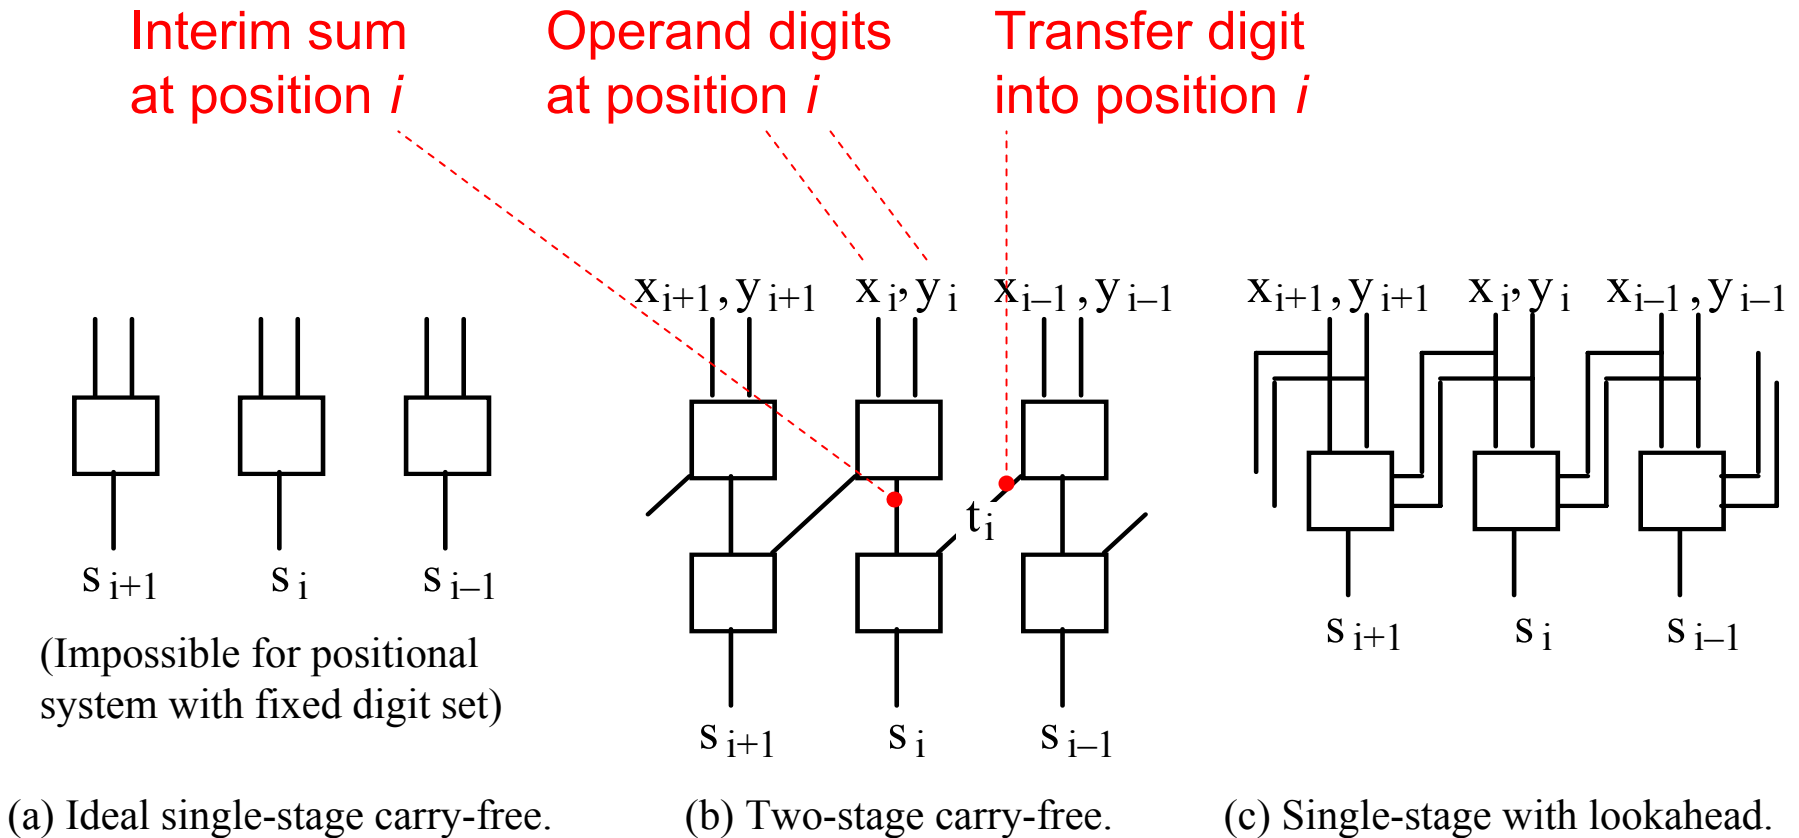 Interim sum
at position i
Operand digits
at position i
Transfer digit
into position i
s i+1
s i
s i–1
(Impossible for positional
system with fixed digit set)
(a) Ideal single-stage carry-free.
x i+1 , y i+1
x i , y i
x i–1 , y i–1
t i
s i+1
s i
s i–1
(b) Two-stage carry-free.
x i+1 , y i+1
x i , y i
x i–1 , y i–1
s i+1
s i
s i–1
(c) Single-stage with lookahead.